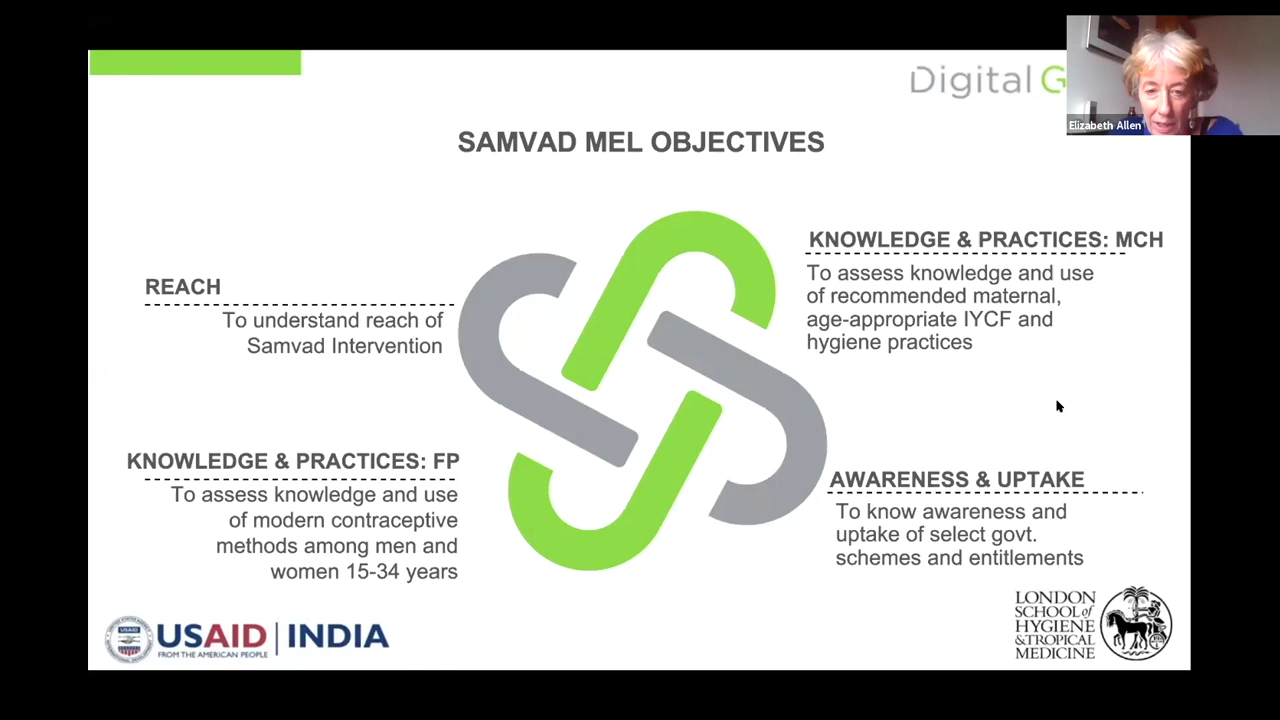 Digital G
Elizabeth Allen
SAMVAD MEL OBJECTIVES
REACH
To understand reach of
Samvad Intervention
KNOWLEDGE & PRACTICES: MCH
To assess knowledge and use
of recommended maternal,
age-appropriate IYCF and
hygiene practices
KNOWLEDGE & PRACTICES: FP
To assess knowledge and use
of modern contraceptive
methods among men and
women 15-34 years
AWARENESS & UPTAKE
To know awareness and
uptake of select govt.
schemes and entitlements
USAID
USAID INDIA
FROM THE AMERICAN PEOPLE
LONDON
SCHOOL of
HYGIENE
& TROPICAL
MEDICINE